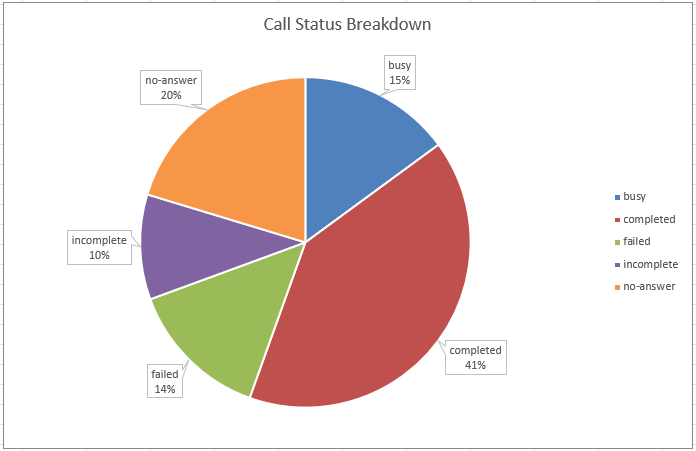 Call Status Breakdown
busy
15%
no-answer
20%
incomplete
10%
failed
14%
completed
41%
busy
completed
failed
incomplete
no-answer